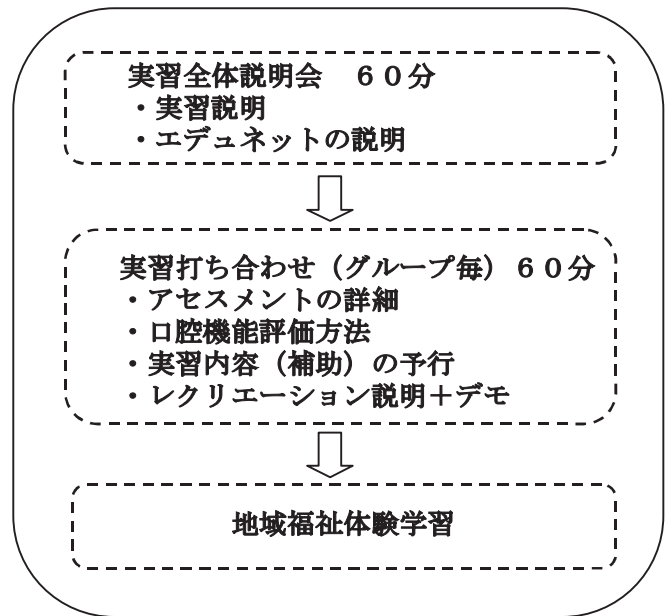 実習全体説明会　６０分
・実習説明
・エデュネットの説明
実習打ち合わせ（グループ毎）６０分
・アセスメントの詳細
・口腔機能評価方法
・実習内容（補助）の予行
・レクリエーション説明＋デモ
地域福祉体験学習